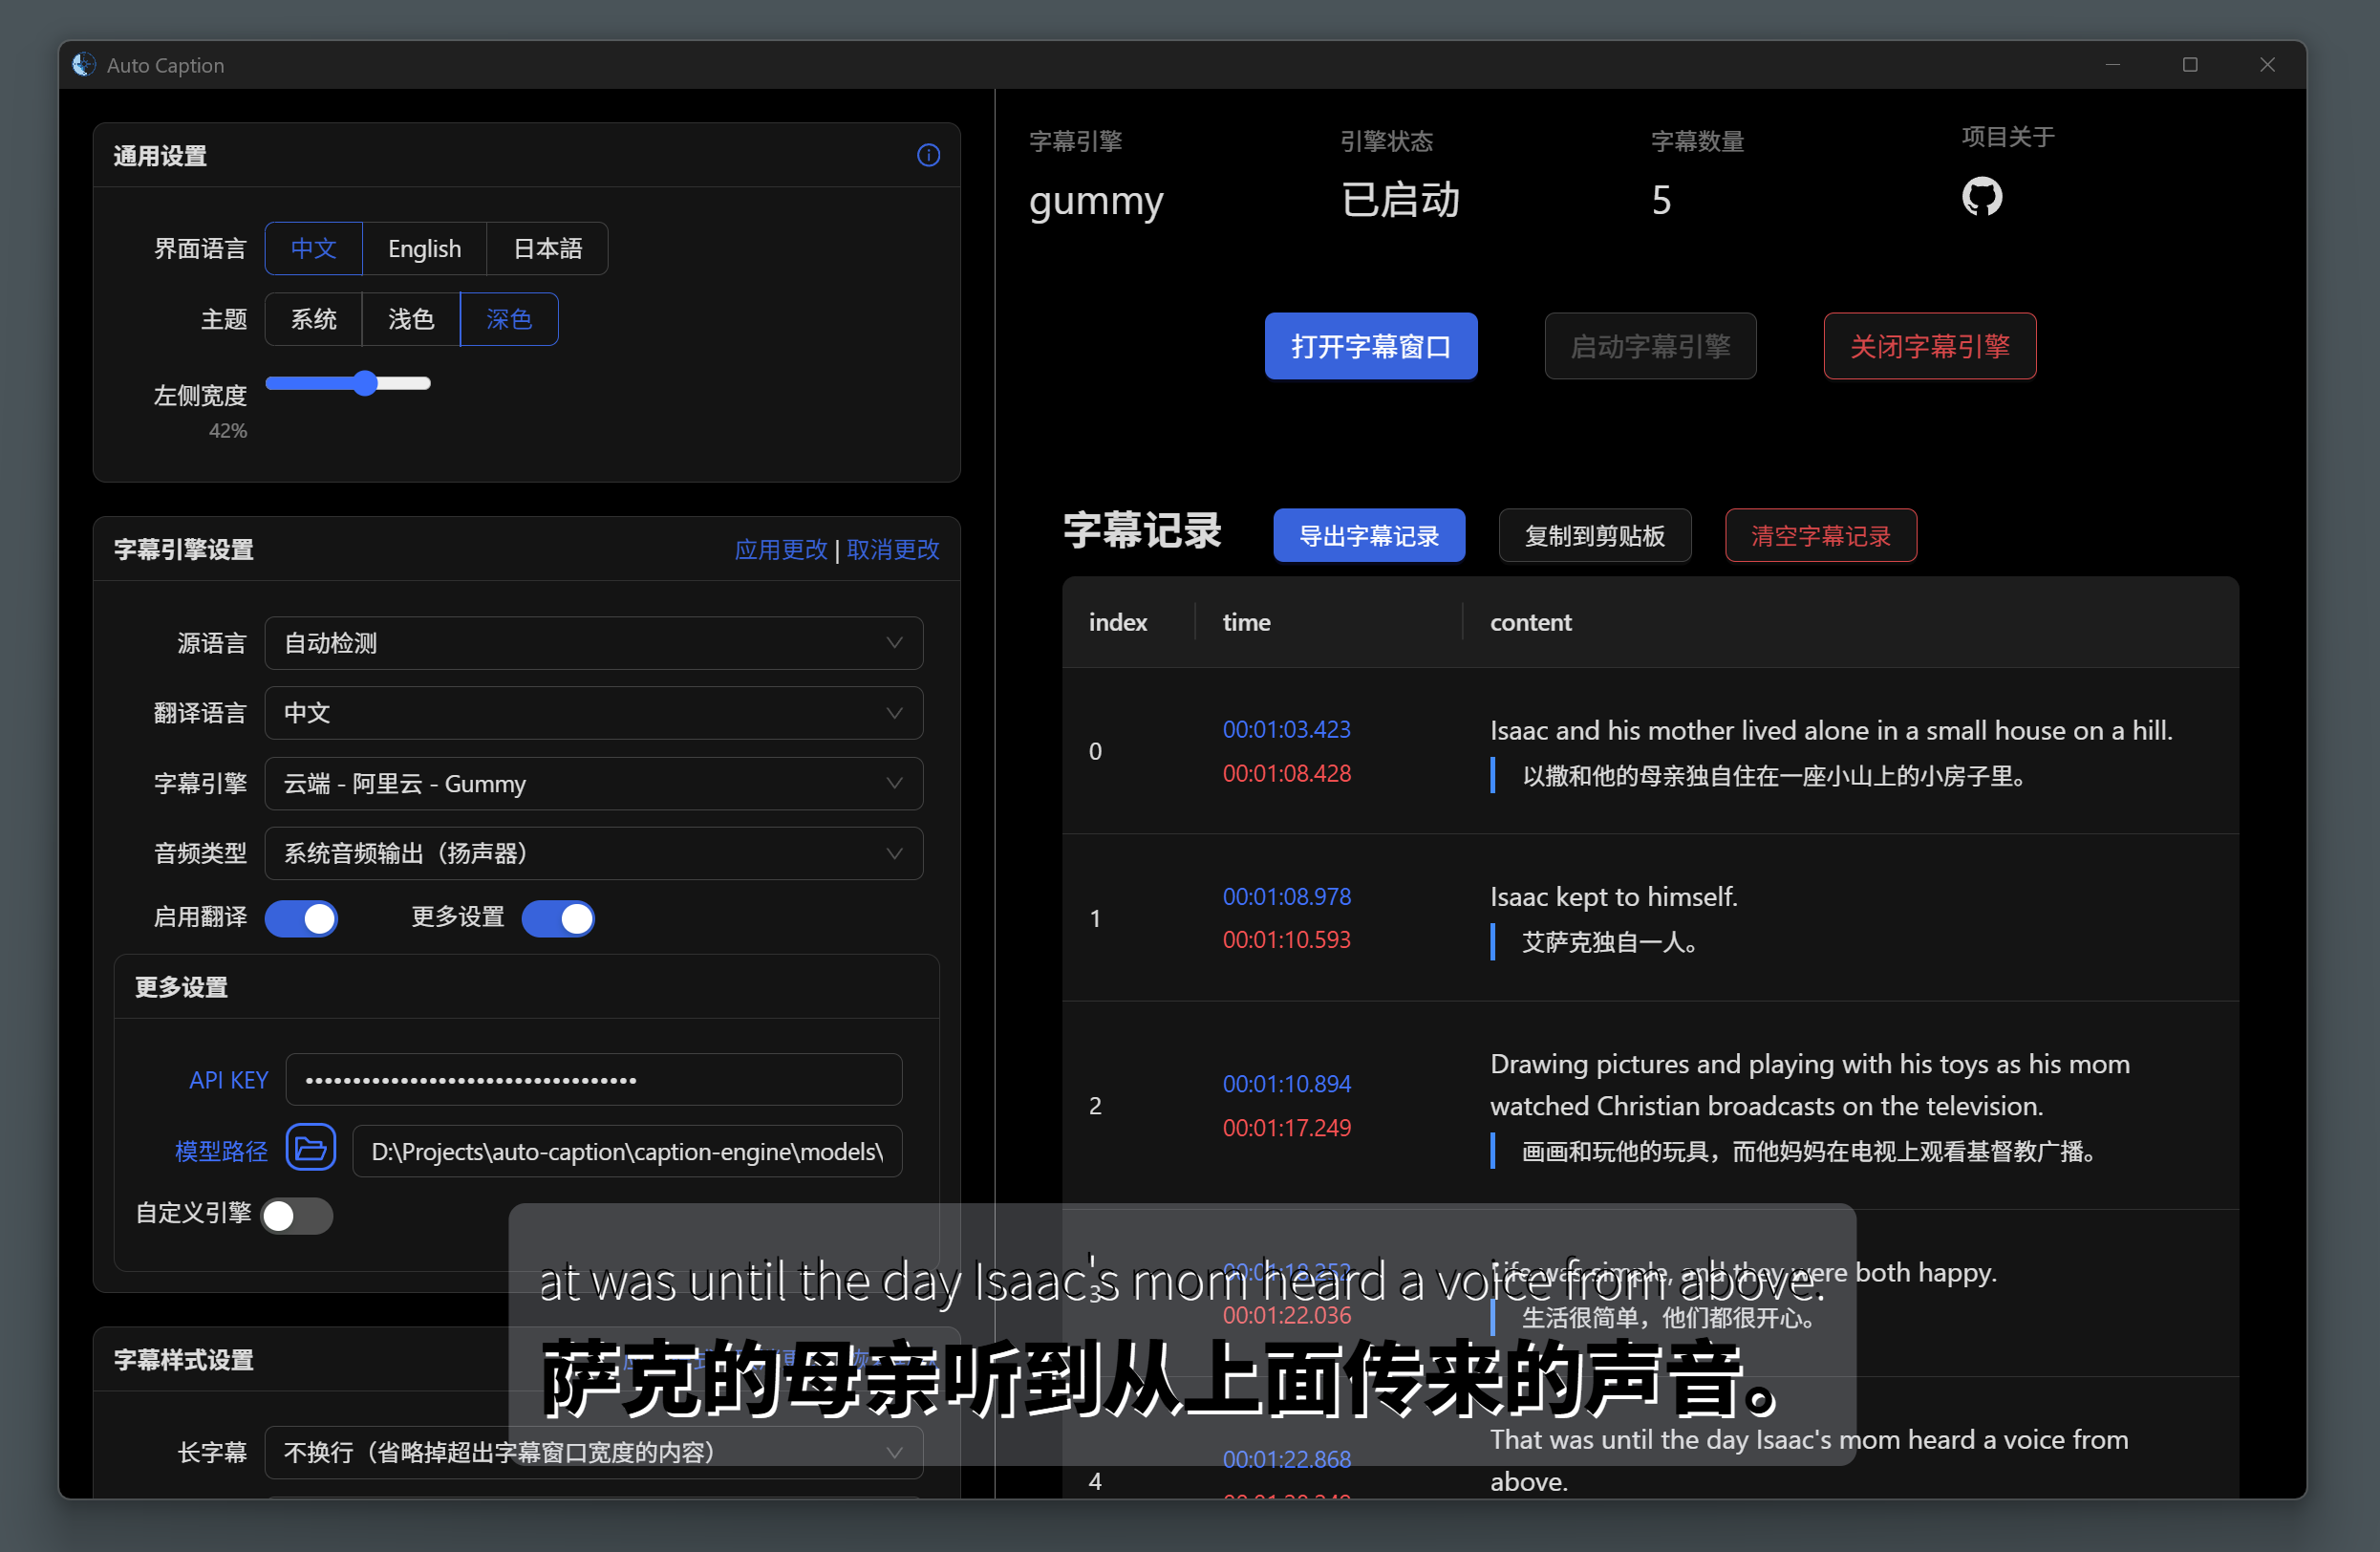 Auto Caption
通用设置
界面语言 中文 English 日本語
主题 系统 浅色 深色
左侧宽度
42%
字幕引擎设置 应用更改 | 取消更改
源语言 自动检测
翻译语言 中文
字幕引擎 云端 - 阿里云 - Gummy
音频类型 系统音频输出（扬声器）
启用翻译 更多设置
更多设置
API KEY ••••••••••••••••••••••••••••••••••••
模型路径 D:\Projects\auto-caption\caption-engine\models\
自定义引擎
字幕样式设置
长字幕 不换行（省略掉超出字幕窗口宽度的内容）
字幕引擎 引擎状态 字幕数量 项目关于
gummy 已启动 5
打开字幕窗口 启动字幕引擎 关闭字幕引擎
字幕记录 导出字幕记录 复制到剪贴板 清空字幕记录
index time content
0
00:01:03.423
00:01:08.428
Isaac and his mother lived alone in a small house on a hill.
以撒和他的母亲独自住在一座小山上的小房子里。
1
00:01:08.978
00:01:10.593
Isaac kept to himself.
艾萨克独自一人。
2
00:01:10.894
00:01:17.249
Drawing pictures and playing with his toys as his mom
watched Christian broadcasts on the television.
画画和玩他的玩具，而他妈妈在电视上观看基督教广播。
3
00:01:22.036
Life was simple, and they were both happy.
生活很简单，他们都很开心。
4
00:01:22.868
That was until the day Isaac's mom heard a voice from
above.
at was until the day Isaac's mom heard a voice from above.
萨克的母亲听到从上面传来的声音。